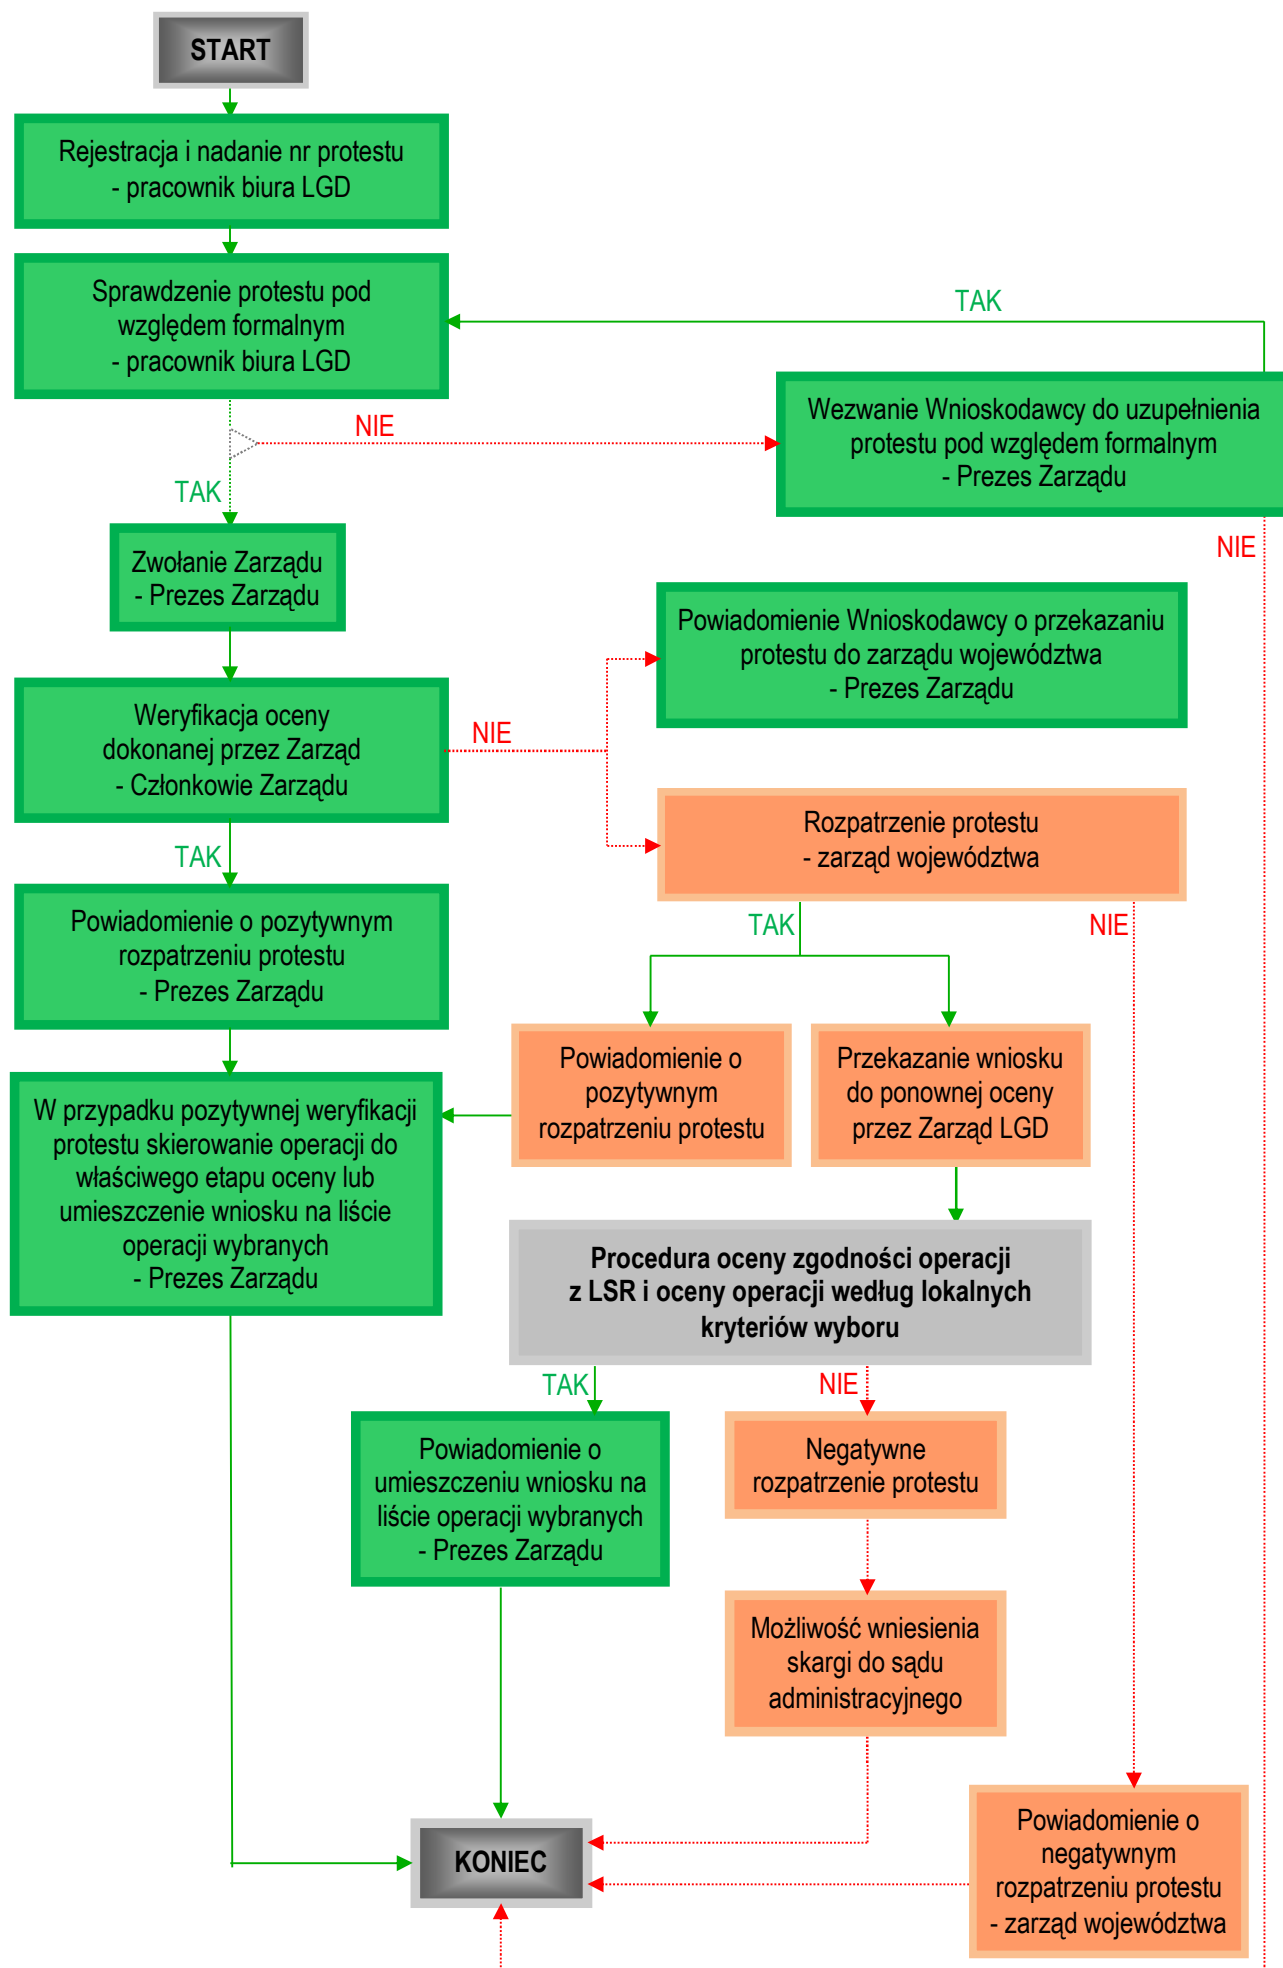 START
Rejestracja i nadanie nr protestu
- pracownik biura LGD
Sprawdzenie protestu pod
względem formalnym
- pracownik biura LGD
TAK
NIE
Wezwanie Wnioskodawcy do uzupełnienia
protestu pod względem formalnym
- Prezes Zarządu
TAK
NIE
Zwołanie Zarządu
- Prezes Zarządu
Powiadomienie Wnioskodawcy o przekazaniu
protestu do zarządu województwa
- Prezes Zarządu
Weryfikacja oceny
dokonanej przez Zarząd
- Członkowie Zarządu
NIE
Rozpatrzenie protestu
- zarząd województwa
TAK
Powiadomienie o pozytywnym
rozpatrzeniu protestu
- Prezes Zarządu
TAK
NIE
Powiadomienie o
pozytywnym
rozpatrzeniu protestu
Przekazanie wniosku
do ponownej oceny
przez Zarząd LGD
W przypadku pozytywnej weryfikacji
protestu skierowanie operacji do
właściwego etapu oceny lub
umieszczenie wniosku na liście
operacji wybranych
- Prezes Zarządu
Procedura oceny zgodności operacji
z LSR i oceny operacji według lokalnych
kryteriów wyboru
TAK
NIE
Powiadomienie o
umieszczeniu wniosku na
liście operacji wybranych
- Prezes Zarządu
Negatywne
rozpatrzenie protestu
Możliwość wniesienia
skargi do sądu
administracyjnego
Powiadomienie o
negatywnym
rozpatrzeniu protestu
- zarząd województwa
KONIEC